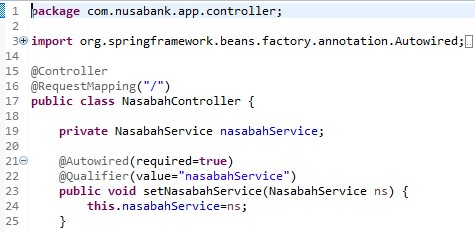 1 package com.nusabank.app.controller;
2
3 import org.springframework.beans.factory.annotation.Autowired;
14
15 @Controller
16 @RequestMapping("/")
17 public class NasabahController {
18
19 private NasabahService nasabahService;
20
21 @Autowired(required=true)
22 @Qualifier(value="nasabahService")
23 public void setNasabahService(NasabahService ns) {
24 this.nasabahService=ns;
25 }